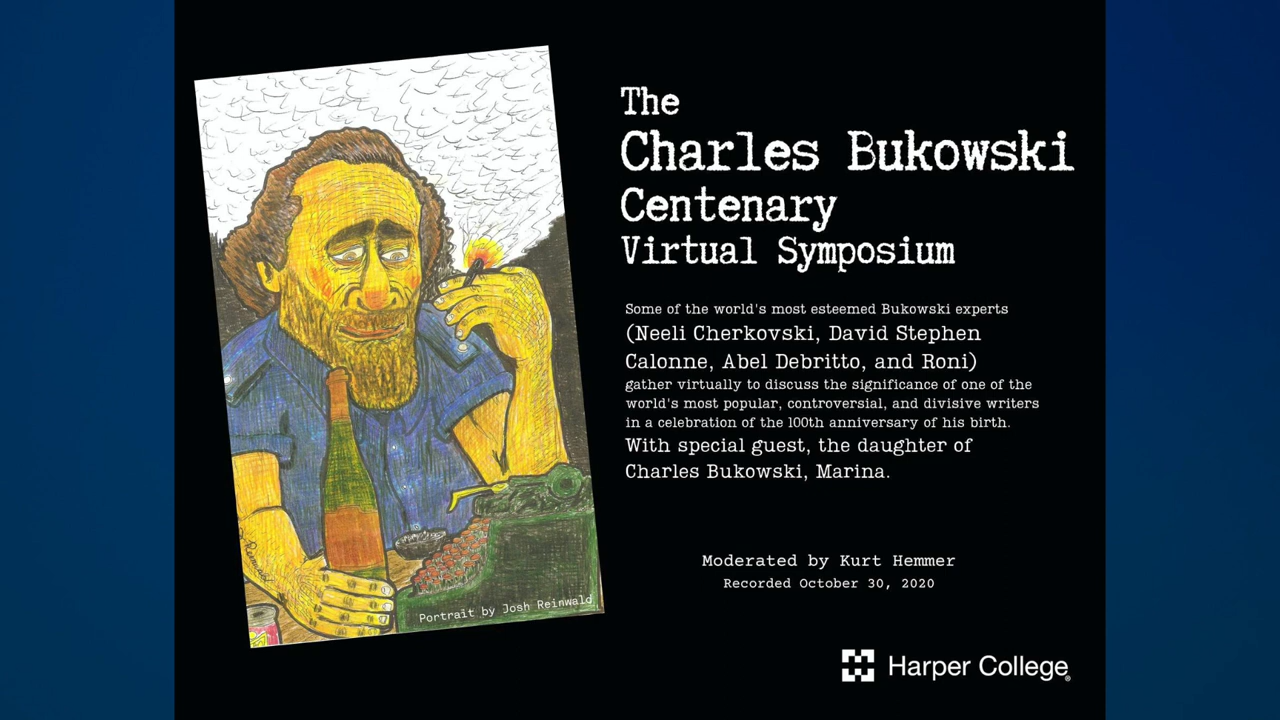 The
Charles Bukowski
Centenary
Virtual Symposium
Some of the world's most esteemed Bukowski experts
(Neeli Cherkovski, David Stephen
Calonne, Abel Debritto, and Roni)
gather virtually to discuss the significance of one of the
world's most popular, controversial, and divisive writers
in a celebration of the 100th anniversary of his birth.
With special guest, the daughter of
Charles Bukowski, Marina.
Moderated by Kurt Hemmer
Recorded October 30, 2020
Portrait by Josh Reinwald
Harper College®